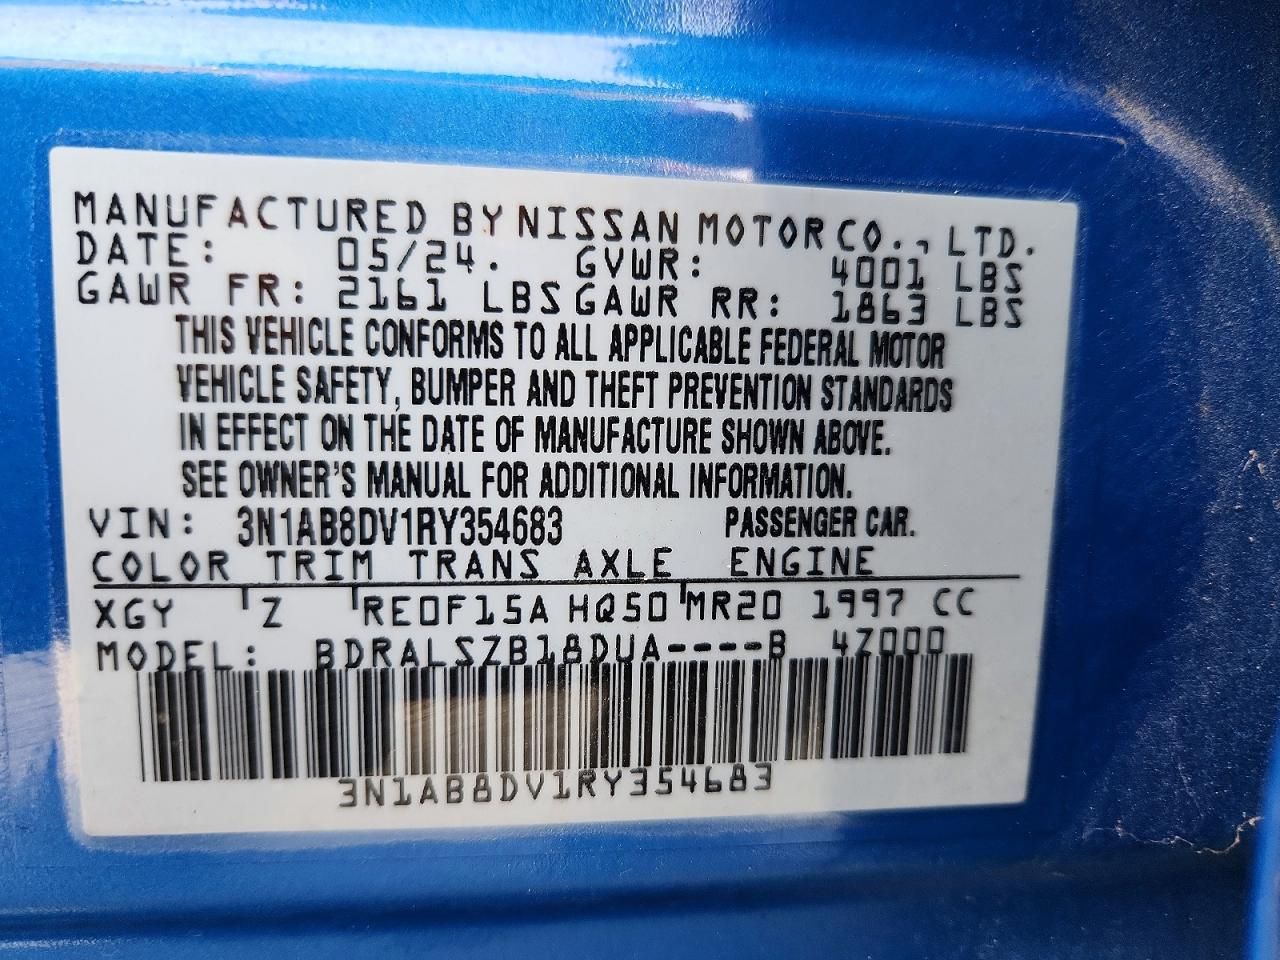 MANUFACTURED BY NISSAN MOTOR CO., LTD.
DATE: 05/24. GVWR: 4001 LBS
GAWR FR: 2161 LBS GAWR RR: 1863 LBS
THIS VEHICLE CONFORMS TO ALL APPLICABLE FEDERAL MOTOR
VEHICLE SAFETY, BUMPER AND THEFT PREVENTION STANDARDS
IN EFFECT ON THE DATE OF MANUFACTURE SHOWN ABOVE.
SEE OWNER'S MANUAL FOR ADDITIONAL INFORMATION.
VIN: 3N1AB8DV1RY354683 PASSENGER CAR.
COLOR TRIM TRANS AXLE ENGINE
XGY Z RE0F15A HQ50 MR20 1997 CC
MODEL: BDRALSZB18DUA----B 4Z000
3N1AB8DV1RY354683